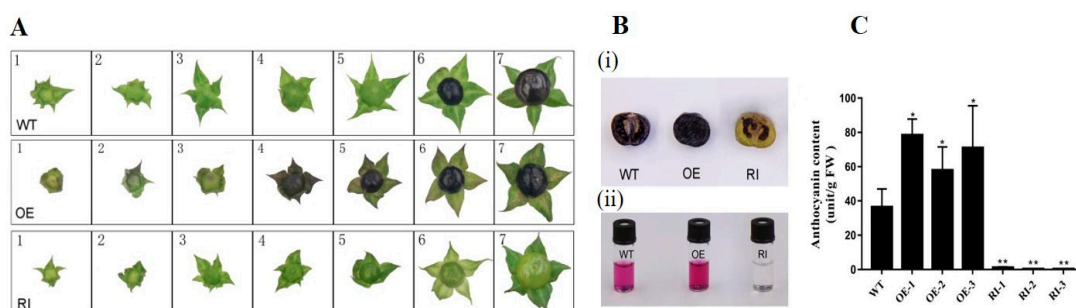 A
1 2 3 4 5 6 7
WT
1 2 3 4 5 6 7
OE
1 2 3 4 5 6 7
RI
B
(i)
WT OE RI
(ii)
WT OE RI
C
Anthocyanin content
(unit/g FW)
100
80
60
40
20
0
* * * ** ** **
WT OE-1 OE-2 OE-3 RI-1 RI-2 RI-3